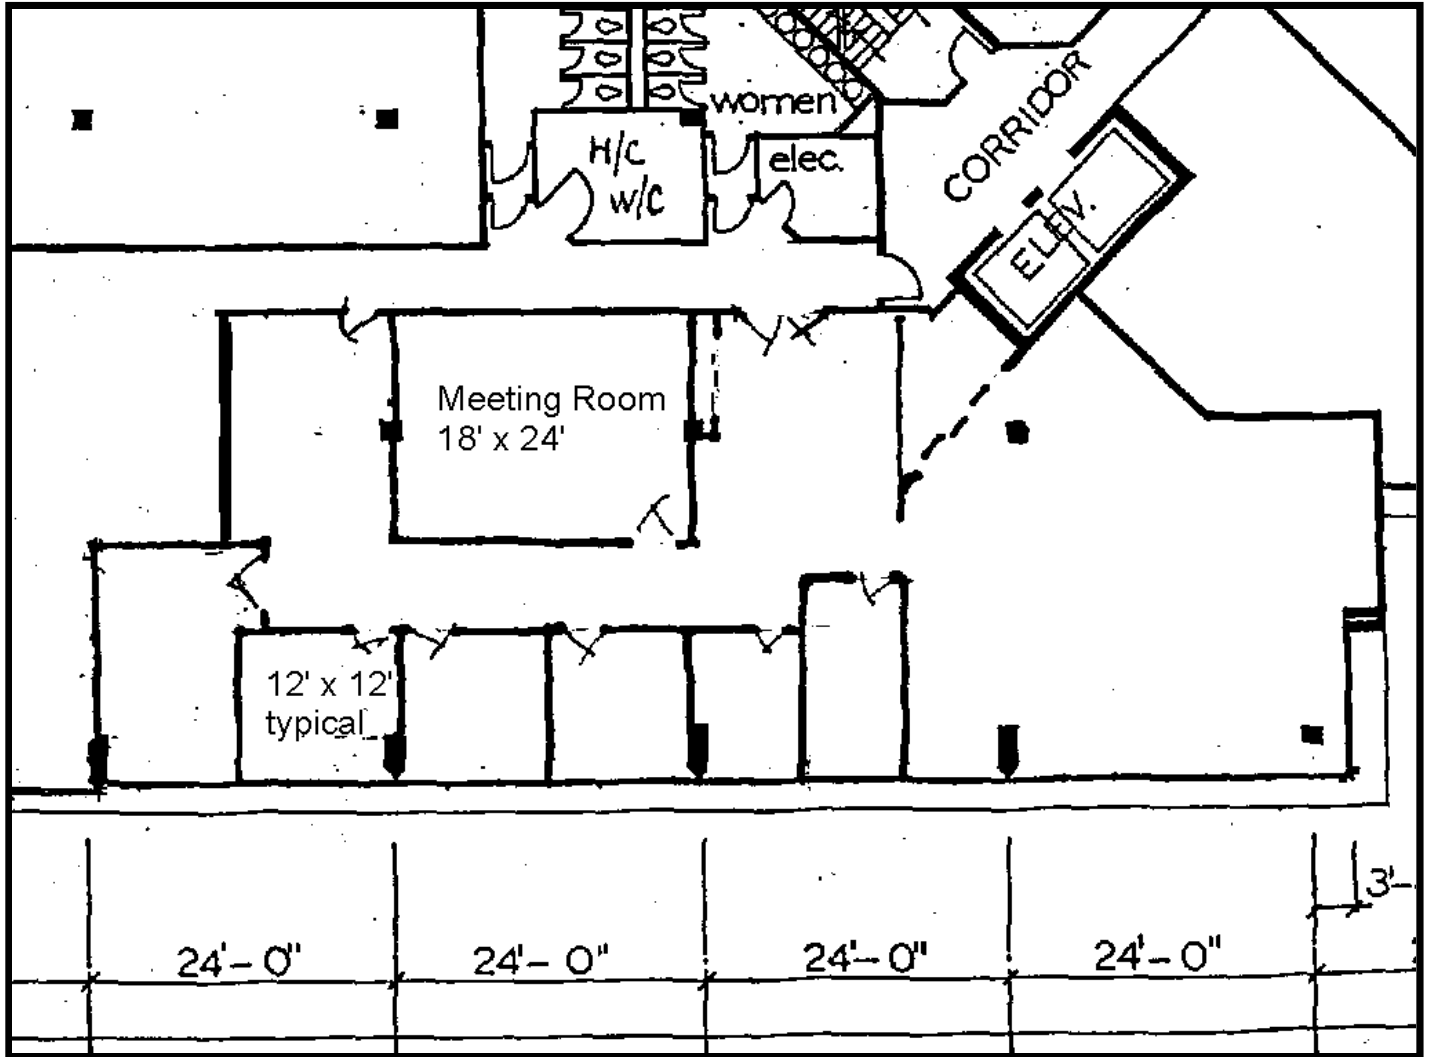 women
H/C
W/C
elec.
CORRIDOR
ELEV.
Meeting Room
18' x 24'
12' x 12'
typical
3'-
24'-0"
24'-0"
24'-0"
24'-0"